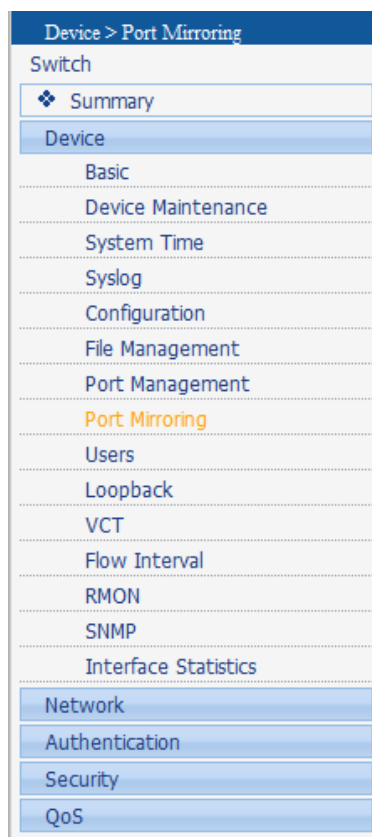 Device > Port Mirroring
Switch
Summary
Device
Basic
Device Maintenance
System Time
Syslog
Configuration
File Management
Port Management
Port Mirroring
Users
Loopback
VCT
Flow Interval
RMON
SNMP
Interface Statistics
Network
Authentication
Security
QoS